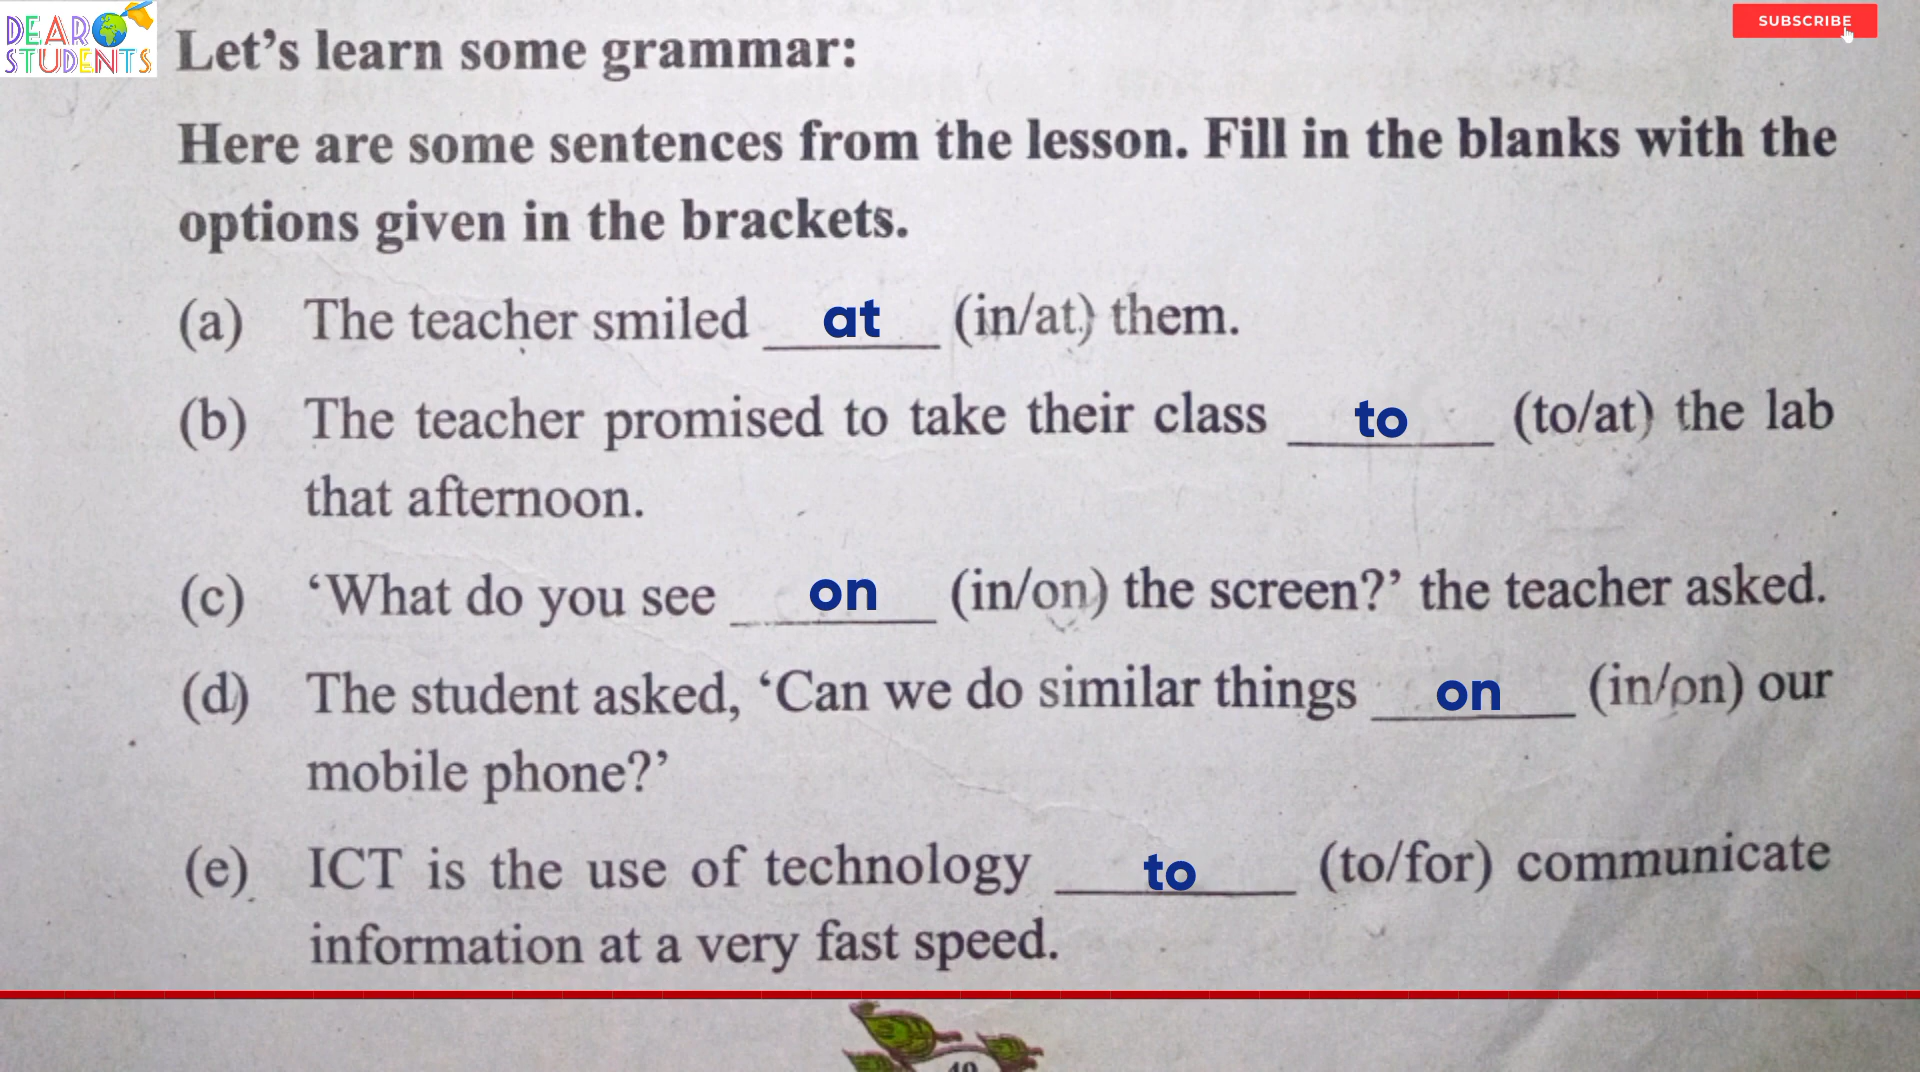 DEAR
STUDENTS
SUBSCRIBE
Let's learn some grammar:
Here are some sentences from the lesson. Fill in the blanks with the
options given in the brackets.
(a) The teacher smiled at (in/at) them.
(b) The teacher promised to take their class to (to/at) the lab
that afternoon.
(c) ‘What do you see on (in/on) the screen?’ the teacher asked.
(d) The student asked, ‘Can we do similar things on (in/on) our
mobile phone?’
(e) ICT is the use of technology to (to/for) communicate
information at a very fast speed.